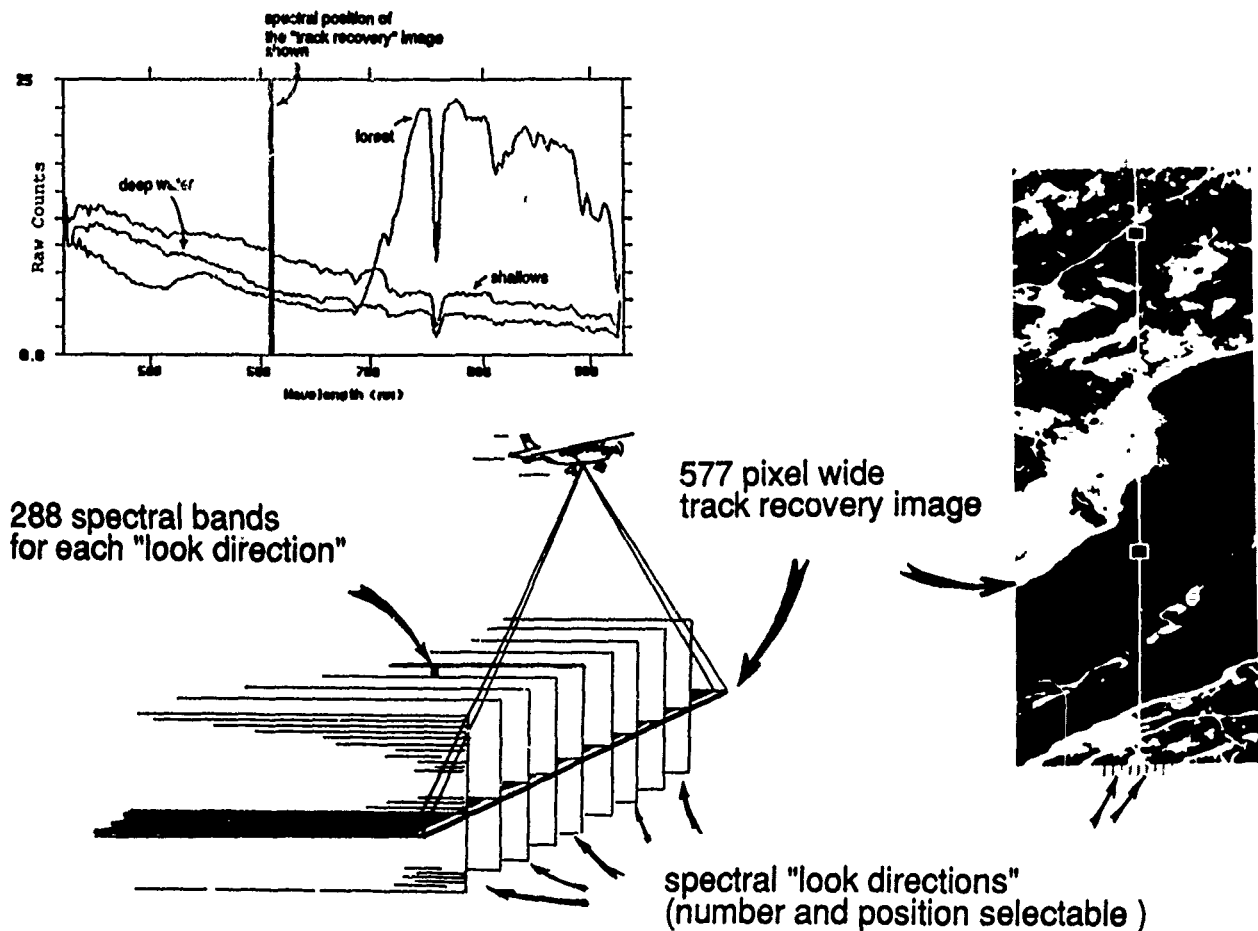 spectral position of
the "track recovery" image
shown
25
Raw Counts
forest
deep water
shallows
0.0
500
700
800
900
Wavelength (nm)
288 spectral bands
for each "look direction"
577 pixel wide
track recovery image
spectral "look directions"
(number and position selectable )